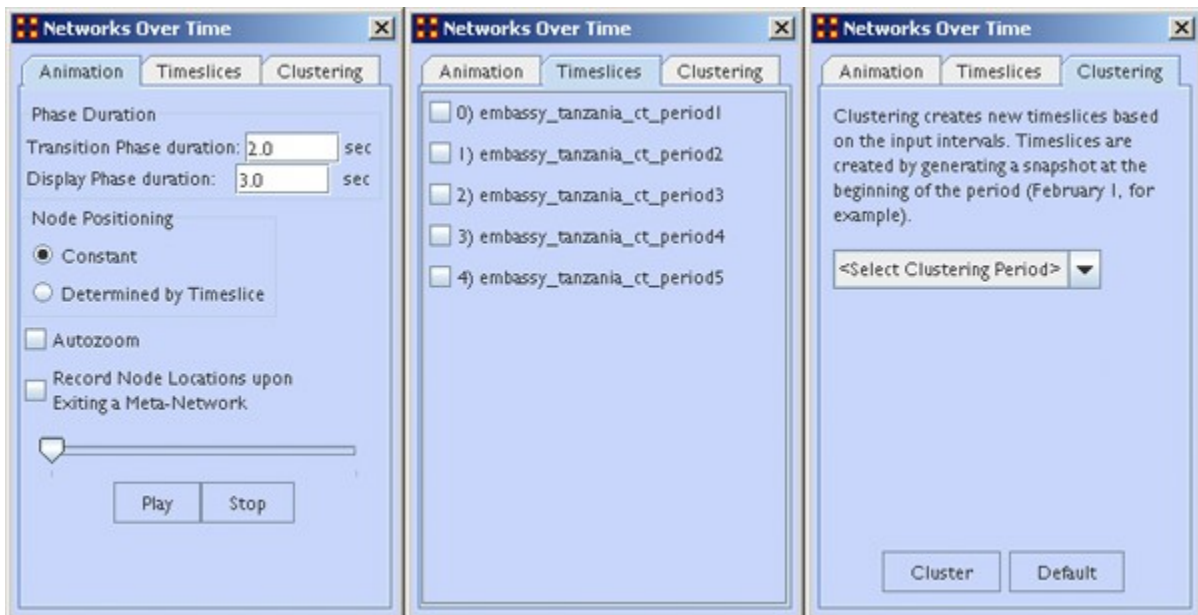 Networks Over Time
Animation Timeslices Clustering
Phase Duration
Transition Phase duration: 2.0 sec
Display Phase duration: 3.0 sec
Node Positioning
Constant
Determined by Timeslice
Autozoom
Record Node Locations upon
Exiting a Meta-Network
Play Stop
Networks Over Time
Animation Timeslices Clustering
0) embassy_tanzania_ct_period1
1) embassy_tanzania_ct_period2
2) embassy_tanzania_ct_period3
3) embassy_tanzania_ct_period4
4) embassy_tanzania_ct_period5
Networks Over Time
Animation Timeslices Clustering
Clustering creates new timeslices based
on the input intervals. Timeslices are
created by generating a snapshot at the
beginning of the period (February 1, for
example).
<Select Clustering Period>
Cluster Default